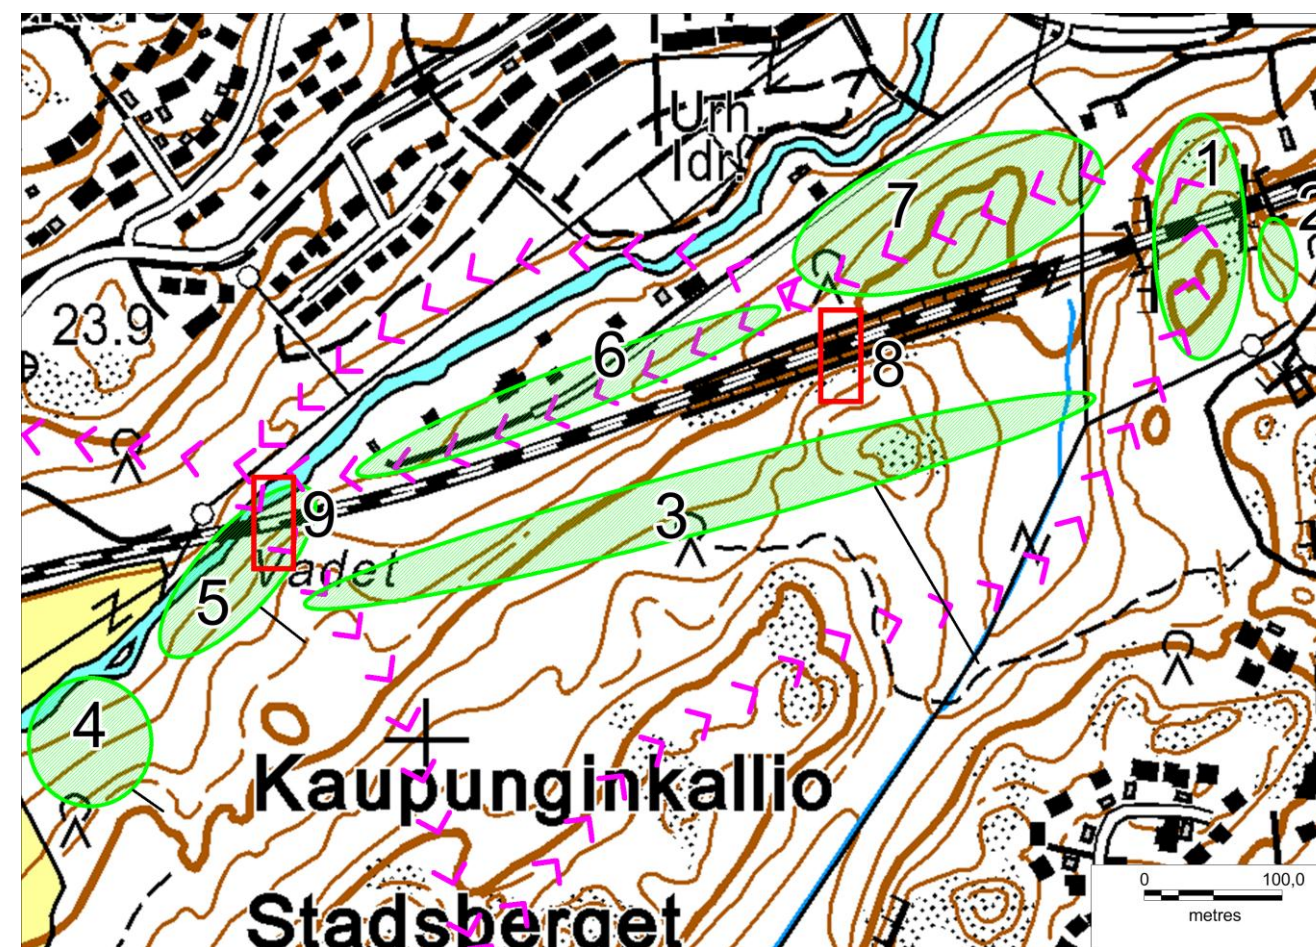 Urh.
Idr.
1
2
7
23.9
6
8
3
9
Vadet
5
4
Kaupunginkallio
Stadsberget
0 100,0
metres